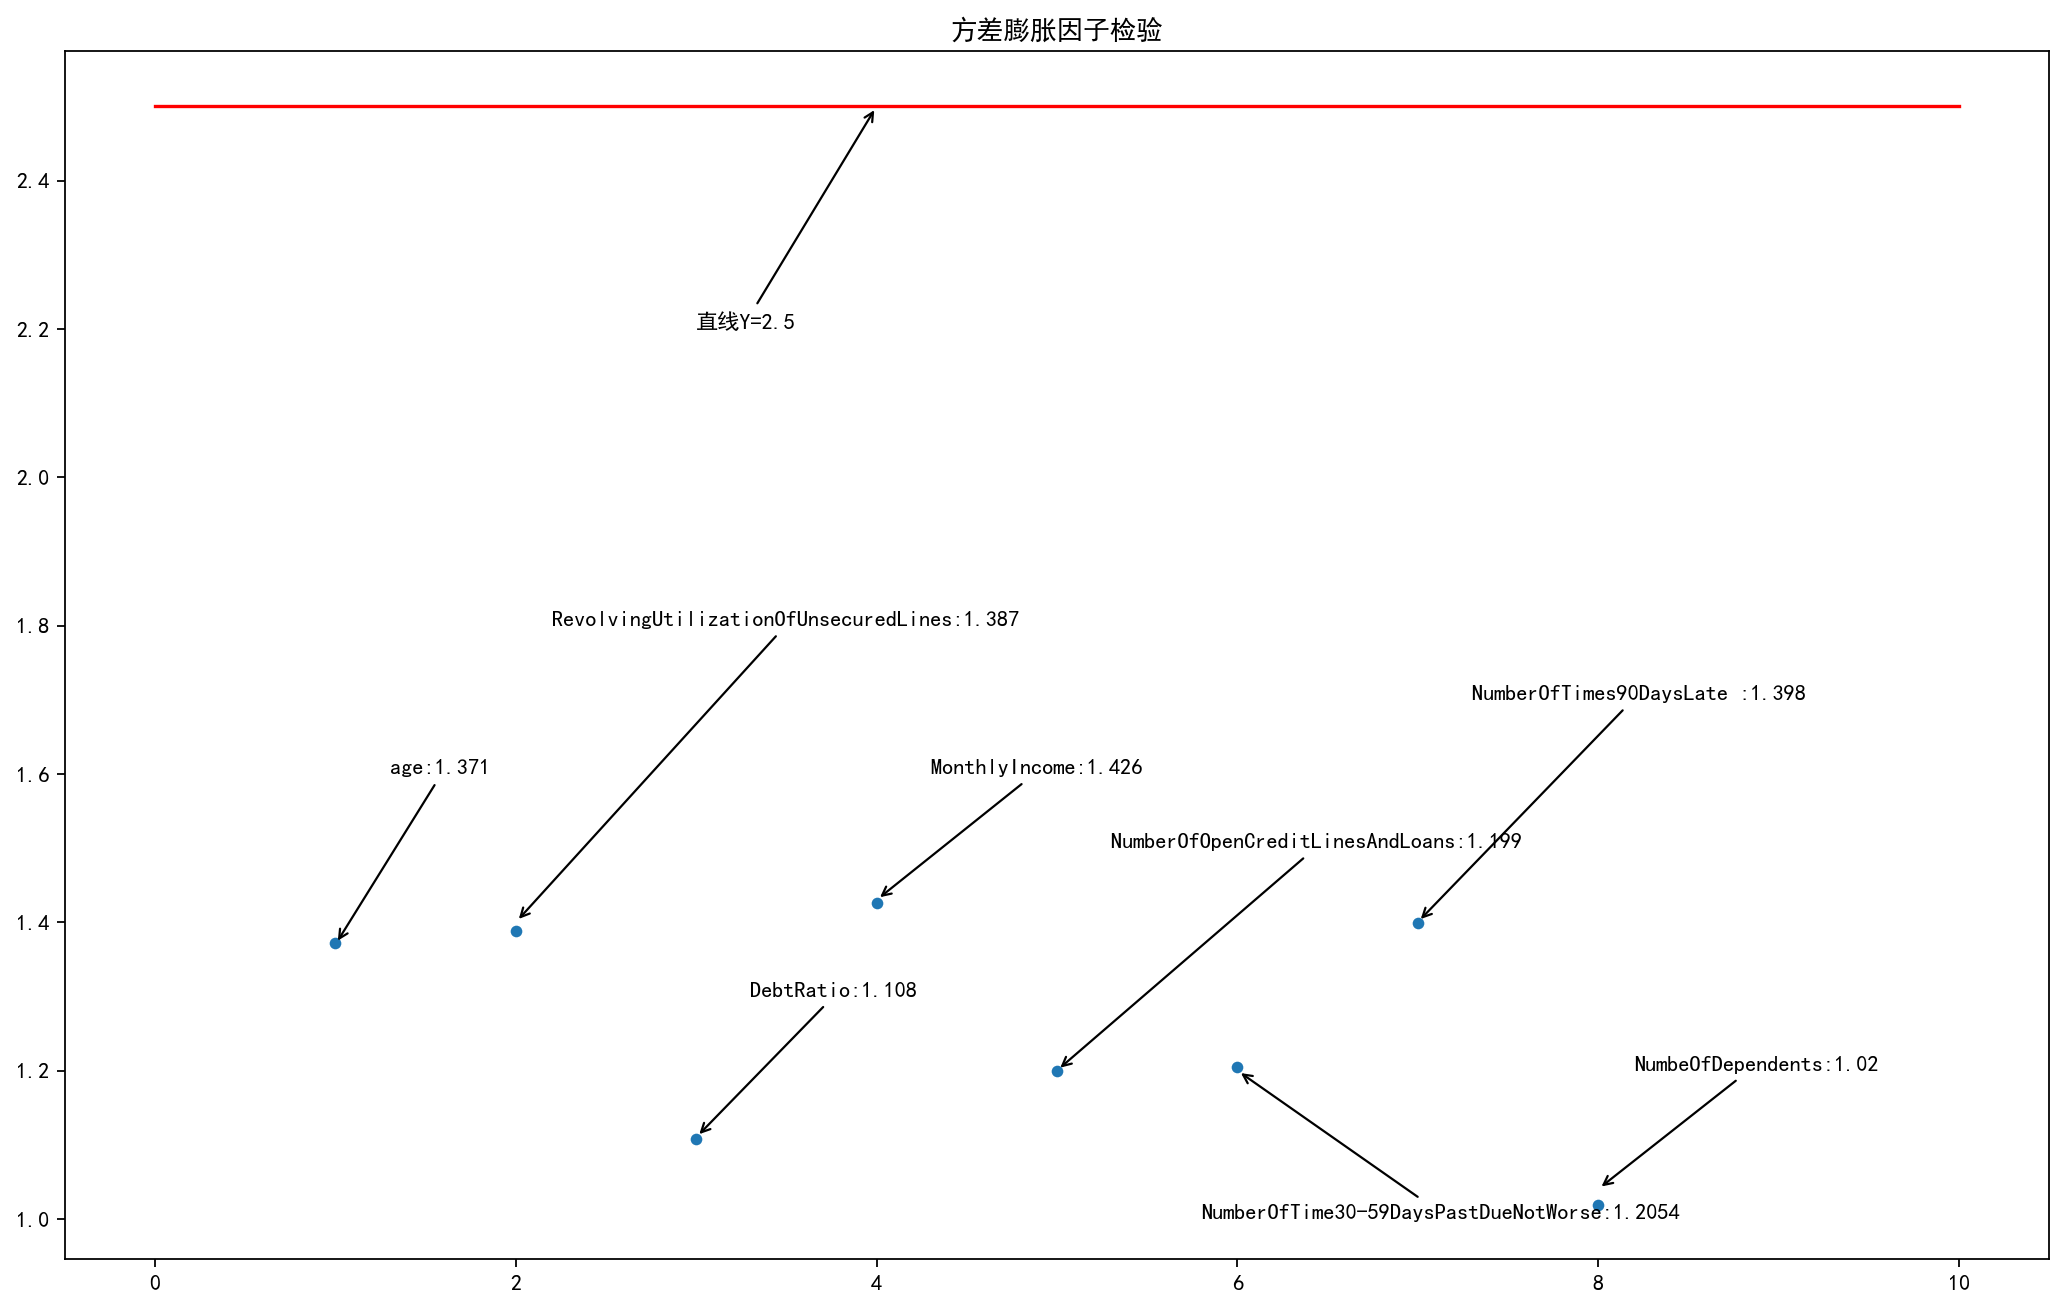 方差膨胀因子检验
2.4
2.2
2.0
1.8
1.6
1.4
1.2
1.0
直线Y=2.5
RevolvingUtilizationOfUnsecuredLines:1.387
NumberOfTimes90DaysLate :1.398
age:1.371
MonthlyIncome:1.426
NumberOfOpenCreditLinesAndLoans:1.199
DebtRatio:1.108
NumbeOfDependents:1.02
NumberOfTime30-59DaysPastDueNotWorse:1.2054
0 2 4 6 8 10